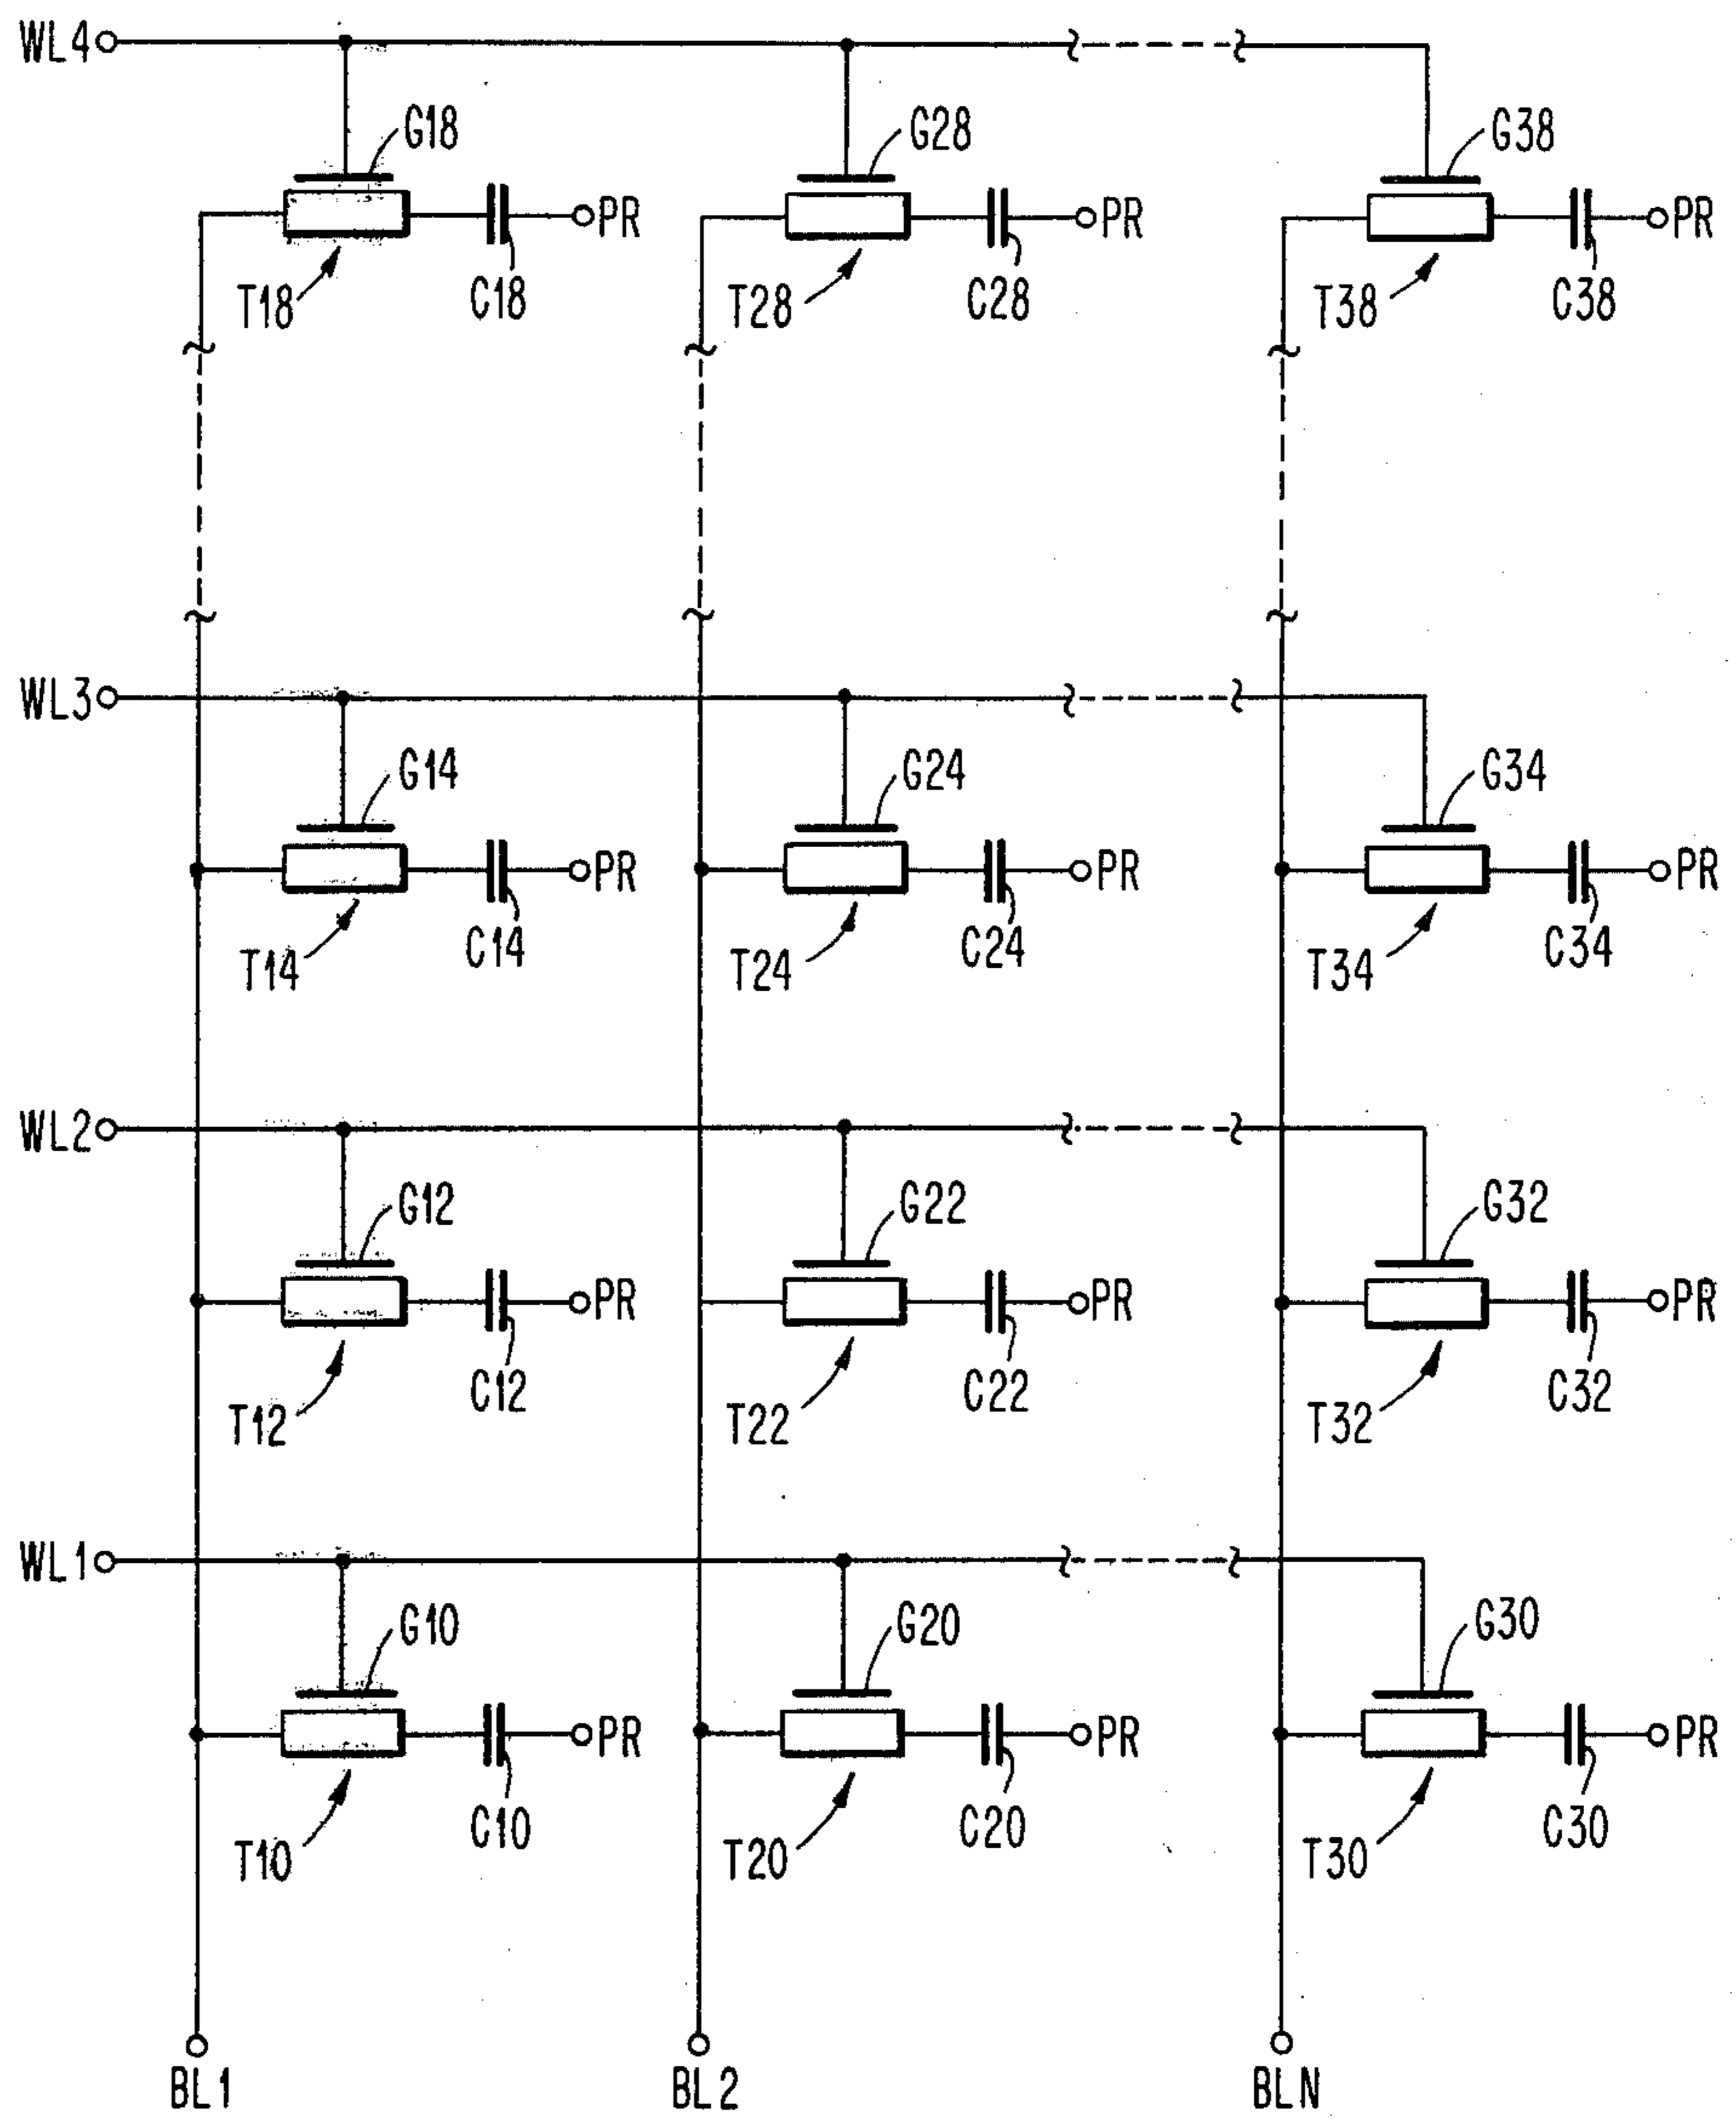 WL4
G18 G28 G38
PR PR PR
T18 C18 T28 C28 T38 C38
WL3
G14 G24 G34
PR PR PR
T14 C14 T24 C24 T34 C34
WL2
G12 G22 G32
PR PR PR
T12 C12 T22 C22 T32 C32
WL1
G10 G20 G30
PR PR PR
T10 C10 T20 C20 T30 C30
BL1 BL2 BLN